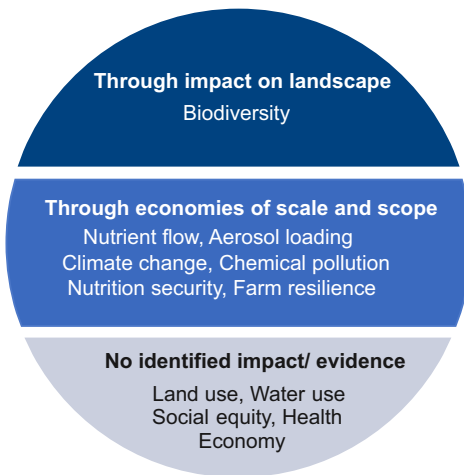 Through impact on landscape
Biodiversity
Through economies of scale and scope
Nutrient flow, Aerosol loading
Climate change, Chemical pollution
Nutrition security, Farm resilience
No identified impact/ evidence
Land use, Water use
Social equity, Health
Economy